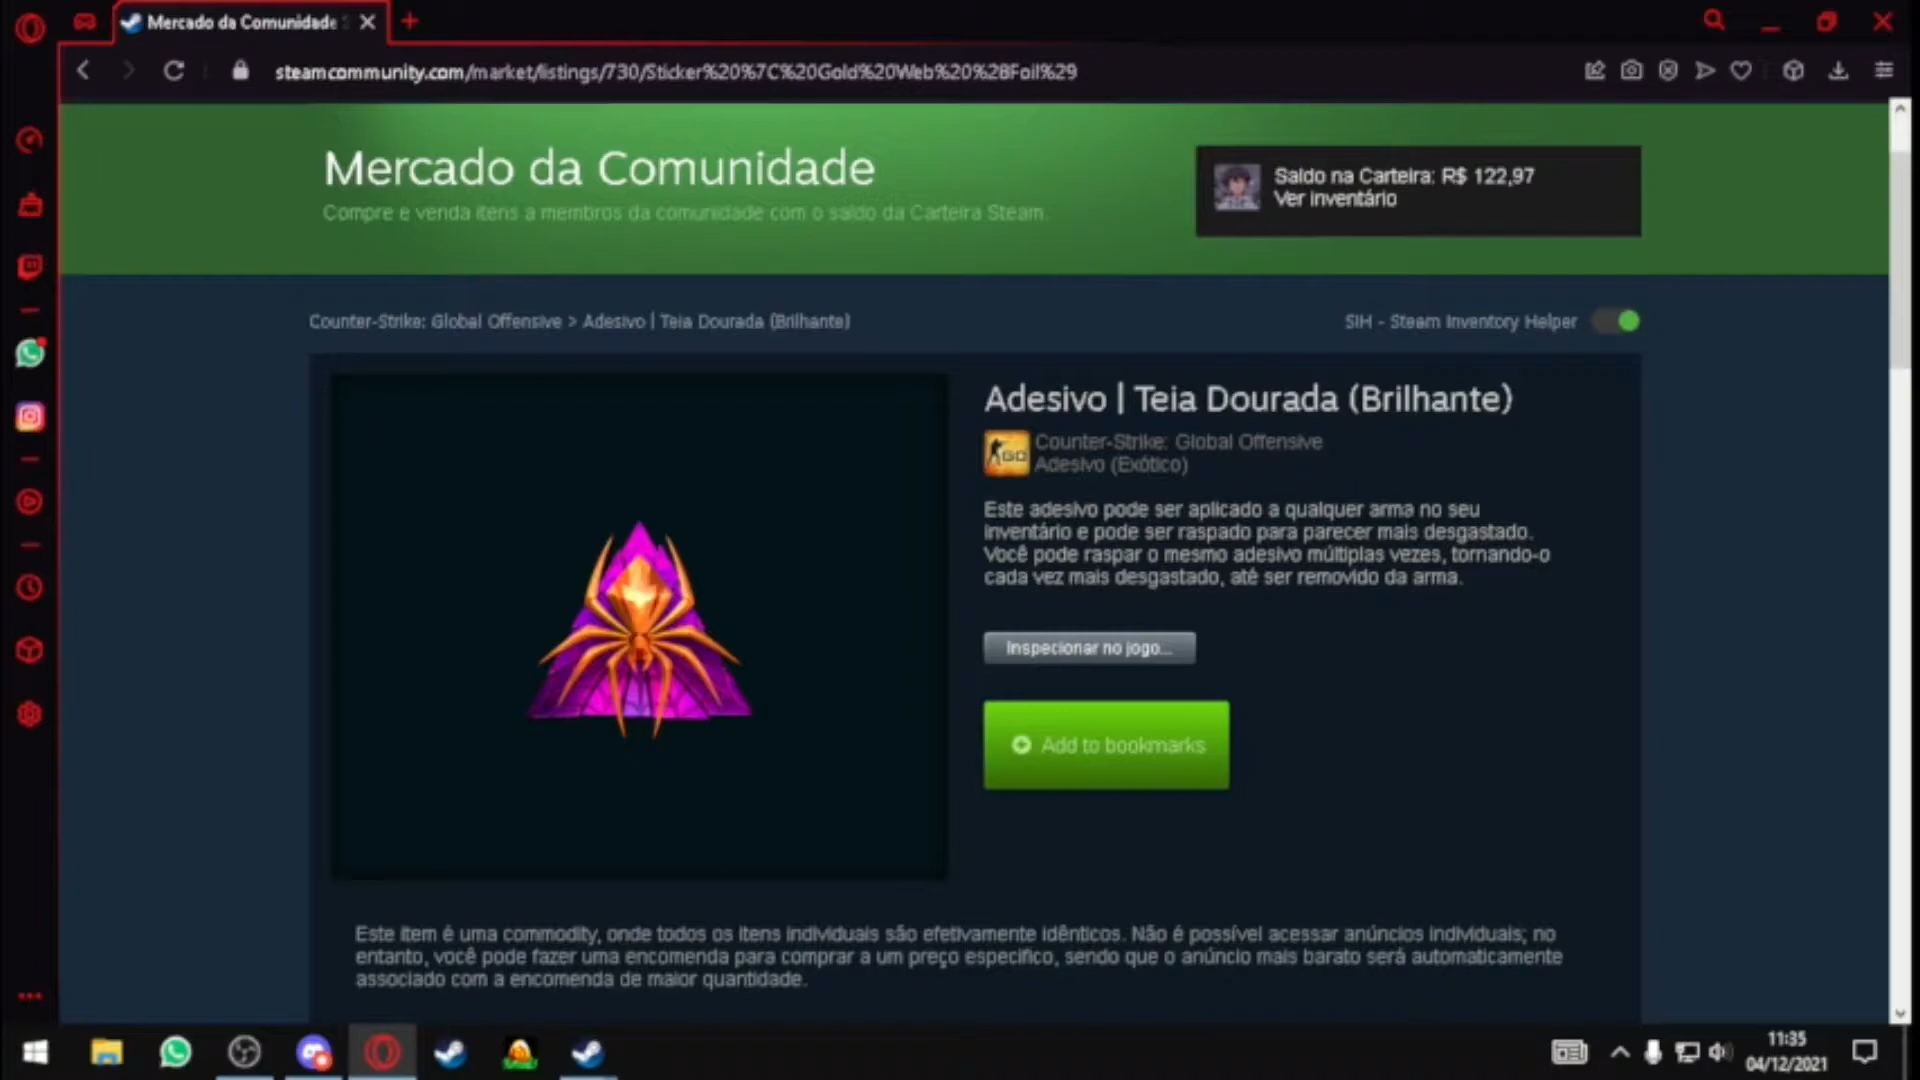 Mercado da Comunidade
steamcommunity.com/market/listings/730/Sticker%20%7C%20Gold%20Web%20%28Foil%29
Mercado da Comunidade
Compre e venda itens a membros da comunidade com o saldo da Carteira Steam.
Saldo na Carteira: R$ 122,97
Ver inventário
Counter-Strike: Global Offensive > Adesivo | Teia Dourada (Brilhante)
SIH - Steam Inventory Helper
Adesivo | Teia Dourada (Brilhante)
GO
Counter-Strike: Global Offensive
Adesivo (Exótico)
Este adesivo pode ser aplicado a qualquer arma no seu
inventário e pode ser raspado para parecer mais desgastado.
Você pode raspar o mesmo adesivo múltiplas vezes, tornando-o
cada vez mais desgastado, até ser removido da arma.
Inspecionar no jogo...
Add to bookmarks
Este item é uma commodity, onde todos os itens individuais são efetivamente idênticos. Não é possível acessar anúncios individuais; no
entanto, você pode fazer uma encomenda para comprar a um preço específico, sendo que o anúncio mais barato será automaticamente
associado com a encomenda de maior quantidade.
11:35
04/12/2021